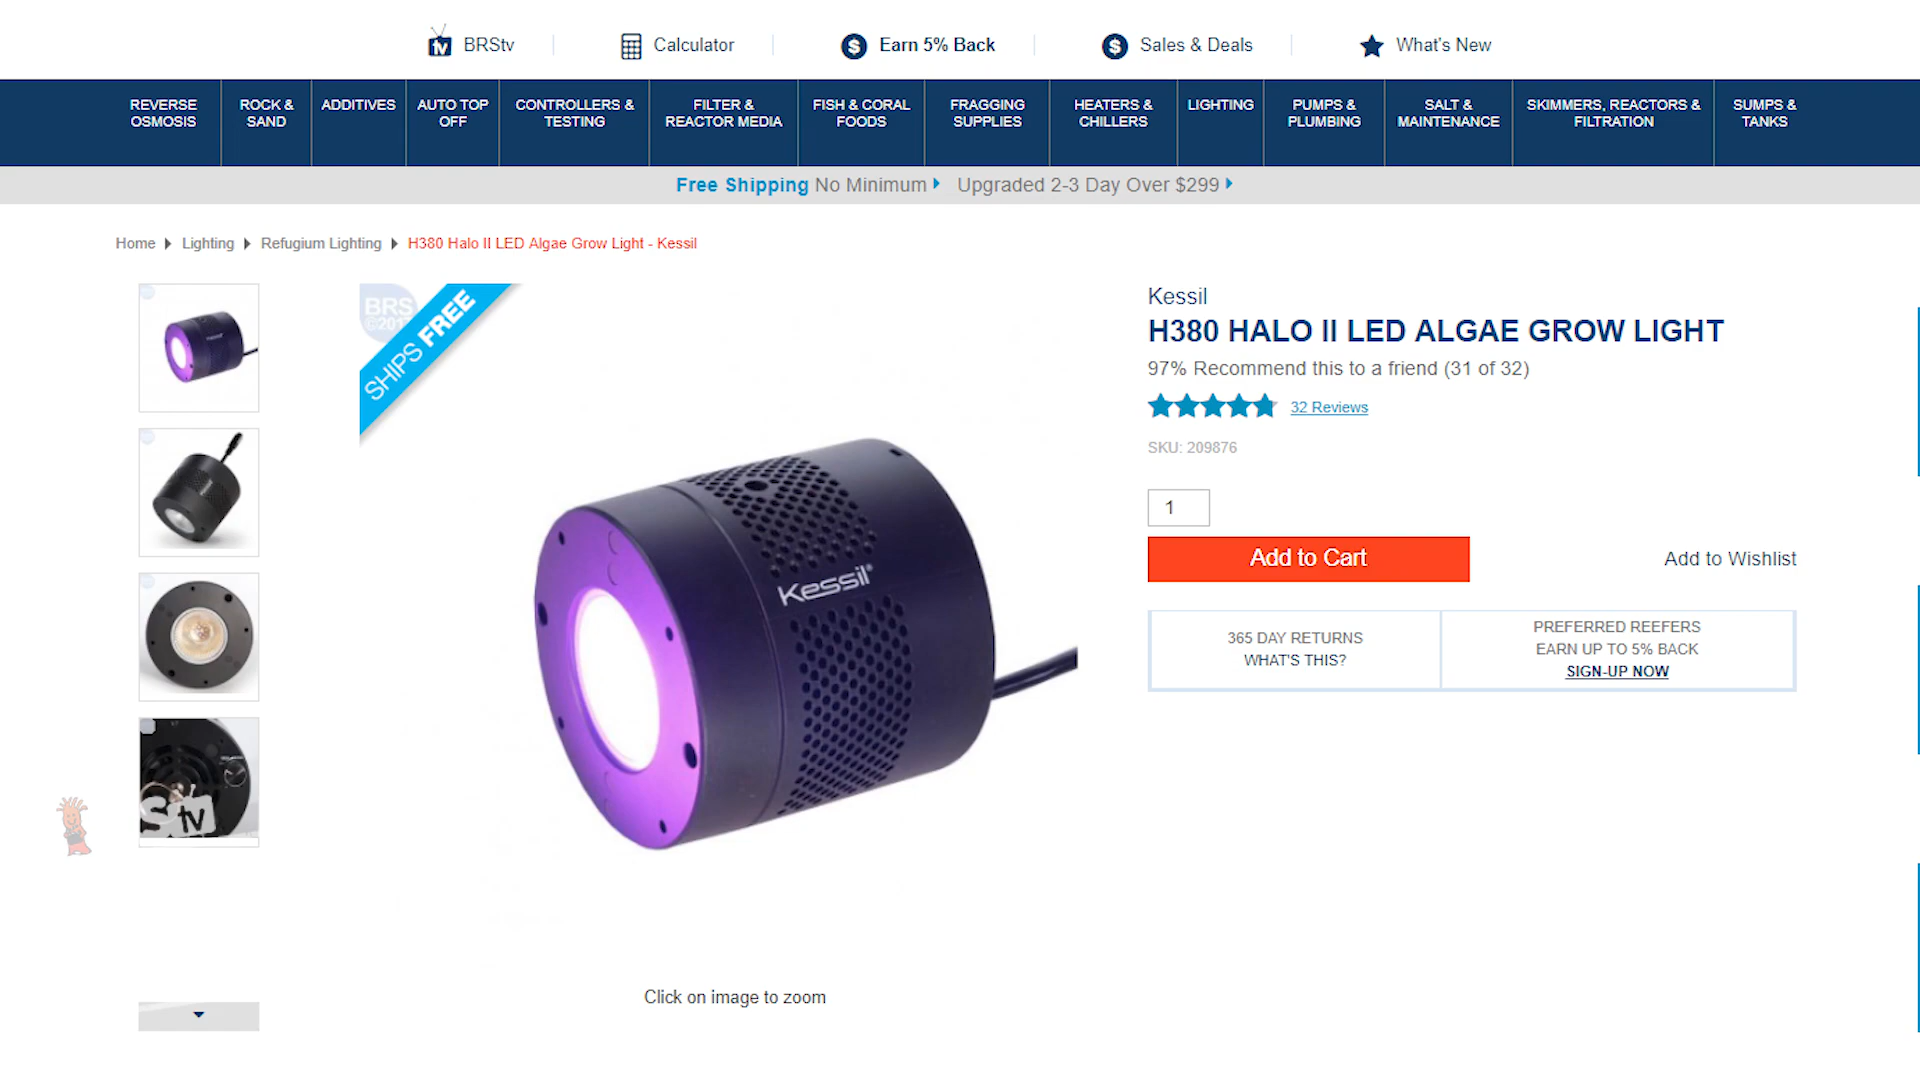 BRStv
Calculator
Earn 5% Back
Sales & Deals
What's New
REVERSE
OSMOSIS
ROCK &
SAND
ADDITIVES
AUTO TOP
OFF
CONTROLLERS &
TESTING
FILTER &
REACTOR MEDIA
FISH & CORAL
FOODS
FRAGGING
SUPPLIES
HEATERS &
CHILLERS
LIGHTING
PUMPS &
PLUMBING
SALT &
MAINTENANCE
SKIMMERS, REACTORS &
FILTRATION
SUMPS &
TANKS
Free Shipping No Minimum Upgraded 2-3 Day Over $299
Home Lighting Refugium Lighting H380 Halo II LED Algae Grow Light - Kessil
BRS
©201
SHIPS FREE
Kessil
H380 HALO II LED ALGAE GROW LIGHT
97% Recommend this to a friend (31 of 32)
32 Reviews
SKU: 209876
1
Add to Cart
Add to Wishlist
365 DAY RETURNS
WHAT'S THIS?
PREFERRED REEFERS
EARN UP TO 5% BACK
SIGN-UP NOW
Kessil®
S tv
Click on image to zoom